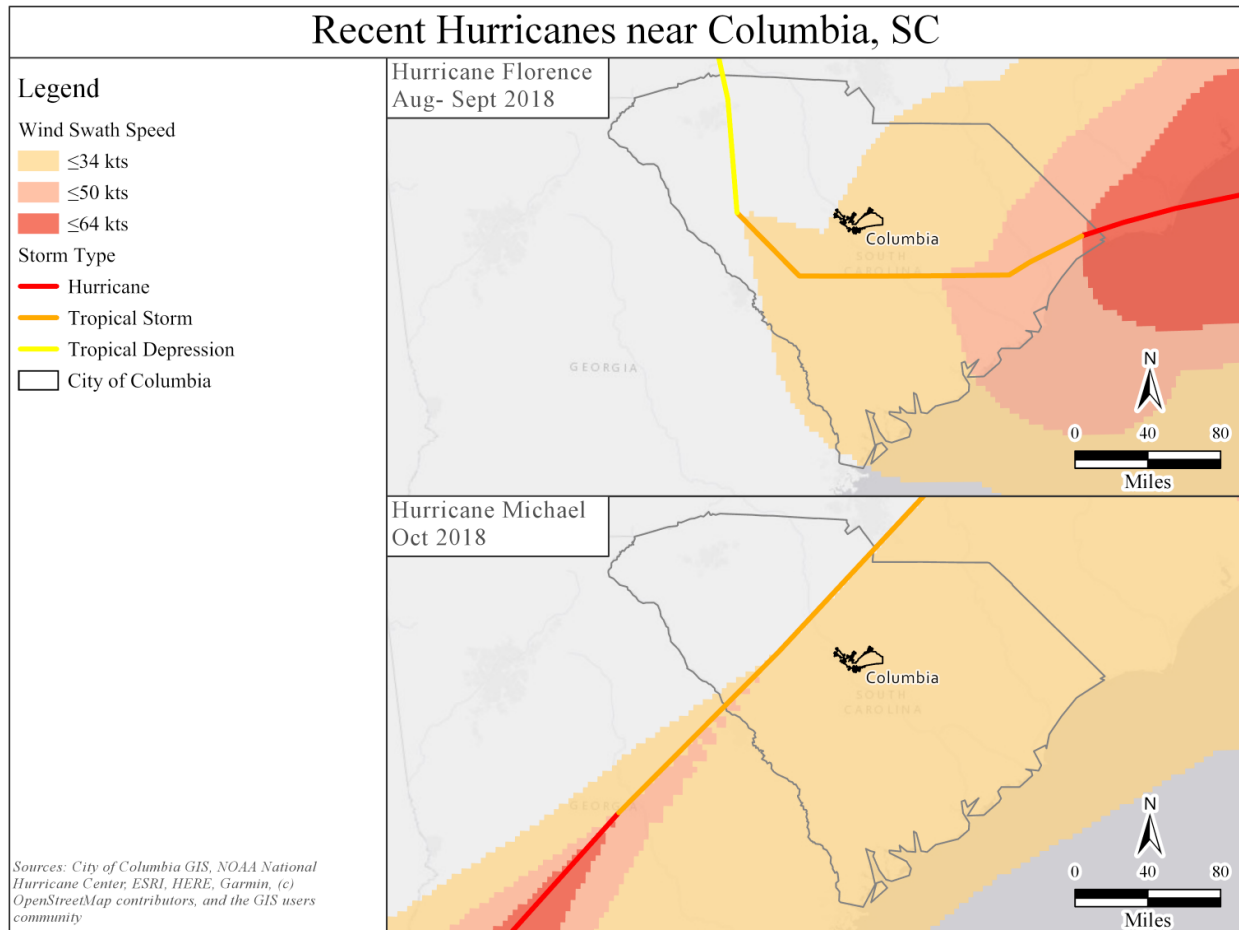 Recent Hurricanes near Columbia, SC
Legend
Wind Swath Speed
≤34 kts
≤50 kts
≤64 kts
Storm Type
Hurricane
Tropical Storm
Tropical Depression
City of Columbia
Sources: City of Columbia GIS, NOAA National
Hurricane Center, ESRI, HERE, Garmin, (c)
OpenStreetMap contributors, and the GIS users
community
Hurricane Florence
Aug- Sept 2018
Columbia
SOUTH
CAROLINA
GEORGIA
N
0 40 80
Miles
Hurricane Michael
Oct 2018
Columbia
SOUTH
CAROLINA
GEORGIA
N
0 40 80
Miles